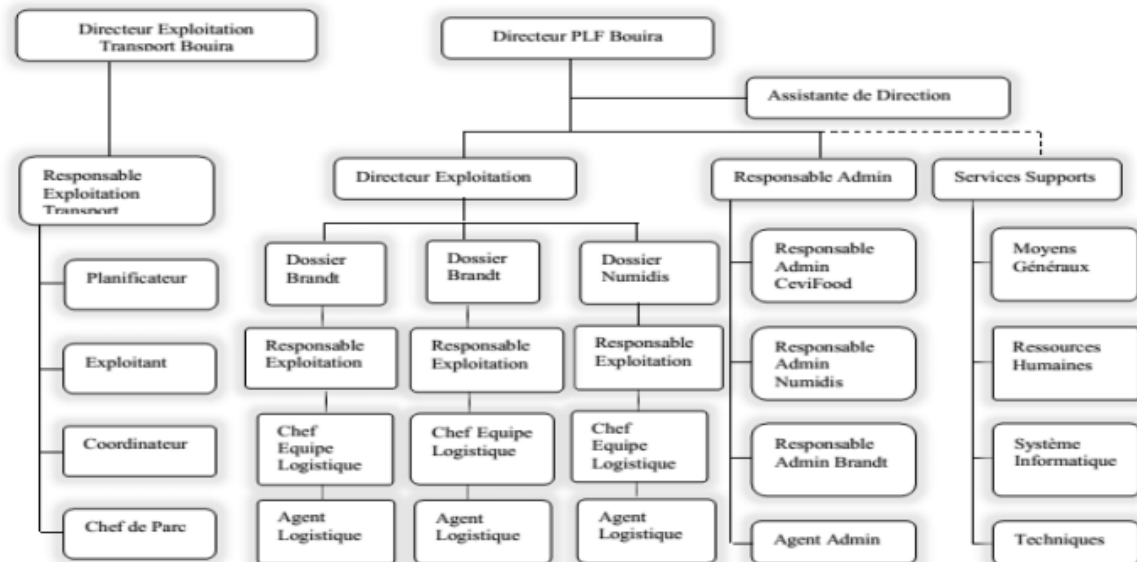 Directeur Exploitation
Transport Bouira
Directeur PLF Bouira
Assistante de Direction
Responsable
Exploitation
Transport
Directeur Exploitation
Responsable Admin
Services Supports
Planificateur
Exploitant
Coordinateur
Chef de Parc
Dossier
Brandt
Responsable
Exploitation
Chef
Equipe
Logistique
Agent
Logistique
Dossier
Brandt
Responsable
Exploitation
Chef Equipe
Logistique
Agent
Logistique
Dossier
Numidis
Responsable
Exploitation
Chef
Equipe
Logistique
Agent
Logistique
Responsable
Admin
CeviFood
Responsable
Admin
Numidis
Responsable
Admin Brandt
Agent Admin
Moyens
Généraux
Ressources
Humaines
Système
Informatique
Techniques